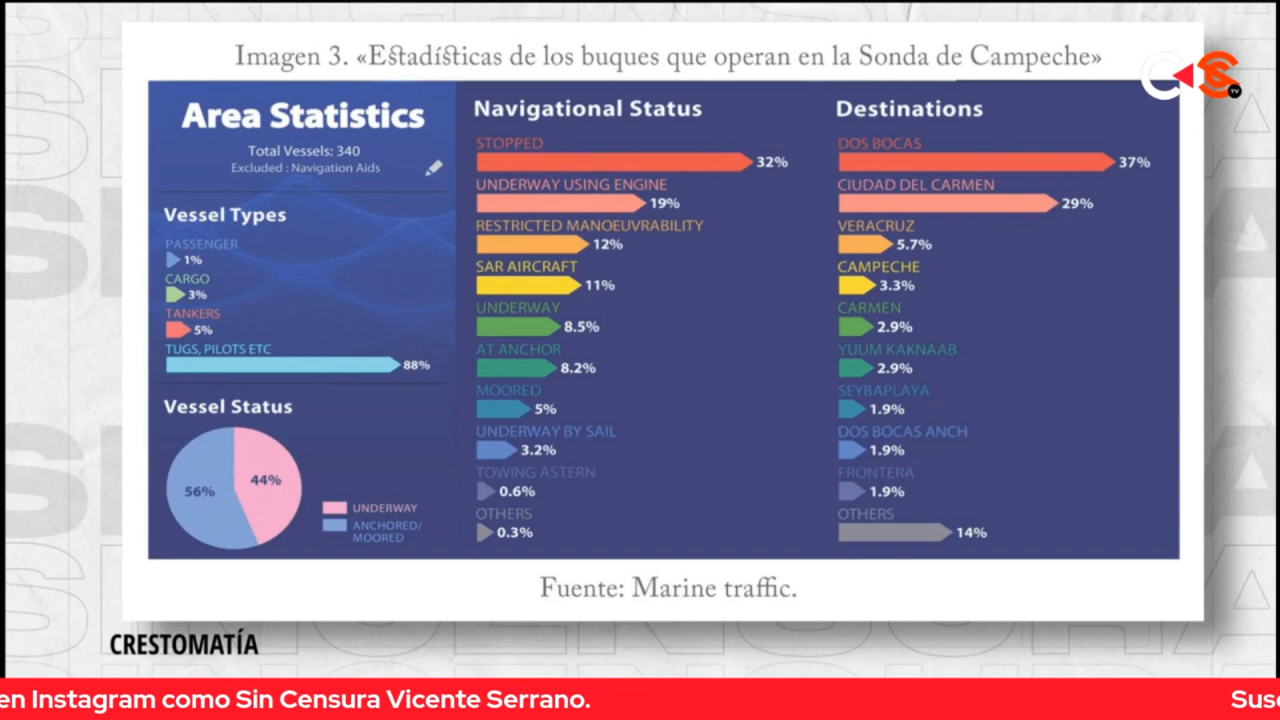 Imagen 3. «Estadísticas de los buques que operan en la Sonda de Campeche»
Area Statistics
Total Vessels: 340
Excluded : Navigation Aids
Vessel Types
PASSENGER
1%
CARGO
3%
TANKERS
5%
TUGS, PILOTS ETC
88%
Vessel Status
56%
44%
UNDERWAY
ANCHORED/
MOORED
Navigational Status
STOPPED
32%
UNDERWAY USING ENGINE
19%
RESTRICTED MANOEUVRABILITY
12%
SAR AIRCRAFT
11%
UNDERWAY
8.5%
AT ANCHOR
8.2%
MOORED
5%
UNDERWAY BY SAIL
3.2%
TOWING ASTERN
0.6%
OTHERS
0.3%
Destinations
DOS BOCAS
37%
CIUDAD DEL CARMEN
29%
VERACRUZ
5.7%
CAMPECHE
3.3%
CARMEN
2.9%
YUUM KAKNAAB
2.9%
SEYBAPLAYA
1.9%
DOS BOCAS ANCH
1.9%
FRONTERA
1.9%
OTHERS
14%
Fuente: Marine traffic.
CRESTOMATÍA
TV
en Instagram como Sin Censura Vicente Serrano.
Susc